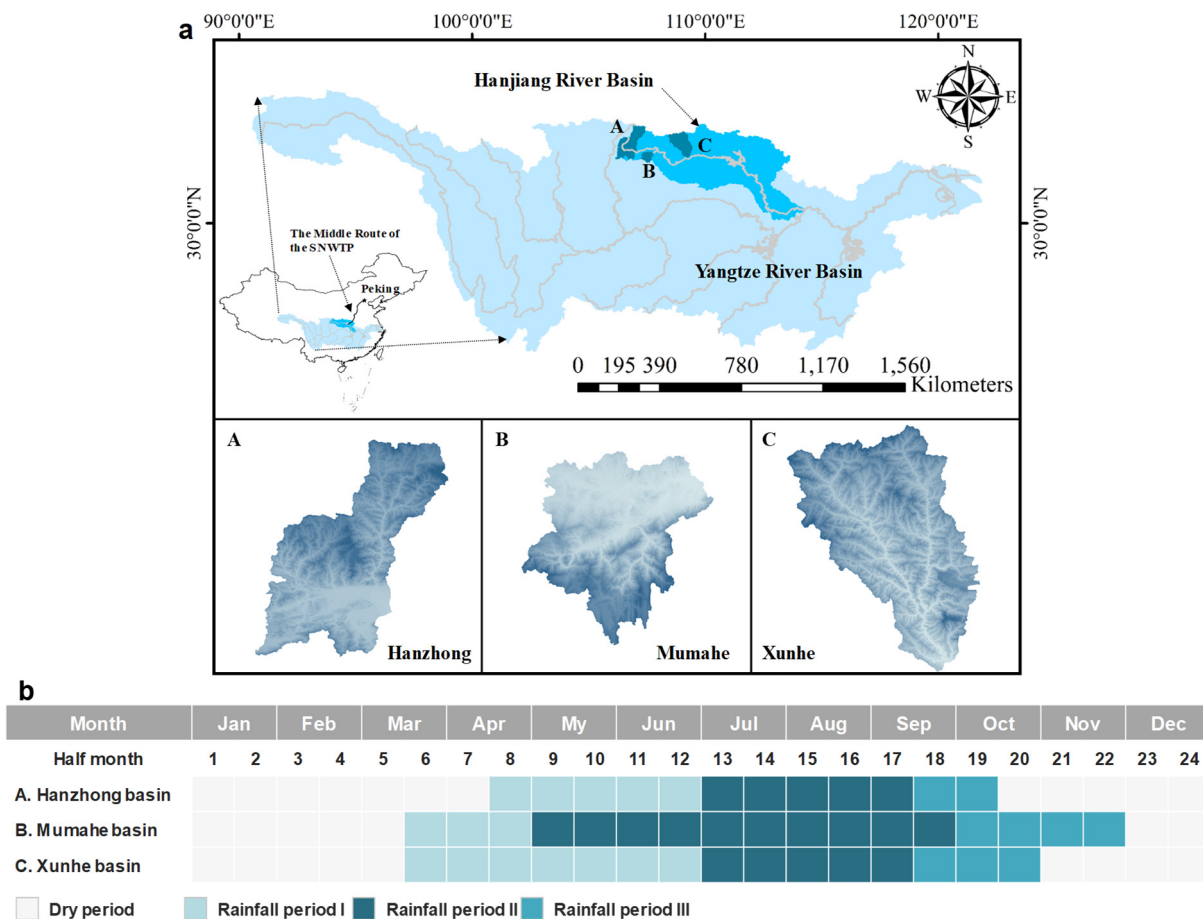 90°0'0"E 100°0'0"E 110°0'0"E 120°0'0"E
a
N
Hanjiang River Basin
W E
S
A
C
B
30°0'0"N 30°0'0"N
The Middle Route of
the SNWTP
Yangtze River Basin
Peking
0 195 390 780 1,170 1,560
Kilometers
A B C
Hanzhong Mumahe Xunhe
b
Month Jan Feb Mar Apr My Jun Jul Aug Sep Oct Nov Dec
Half month 1 2 3 4 5 6 7 8 9 10 11 12 13 14 15 16 17 18 19 20 21 22 23 24
A. Hanzhong basin
B. Mumahe basin
C. Xunhe basin
Dry period Rainfall period I Rainfall period II Rainfall period III